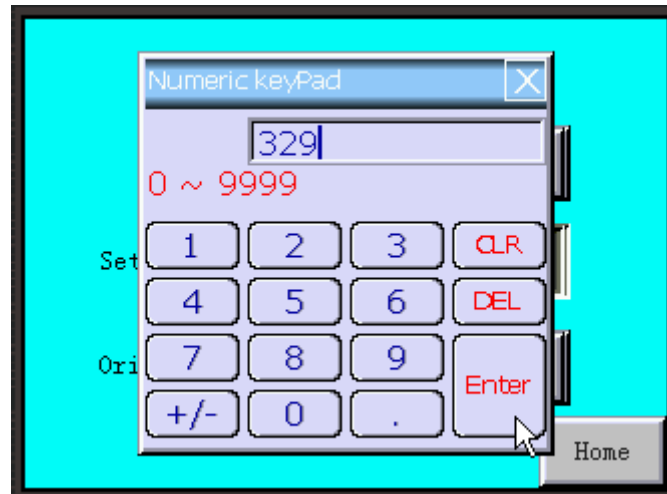 Numeric keyPad X
329
0 ~ 9999
1 2 3 CLR
Set
4 5 6 DEL
7 8 9
Ori
Enter
+/- 0 .
Home